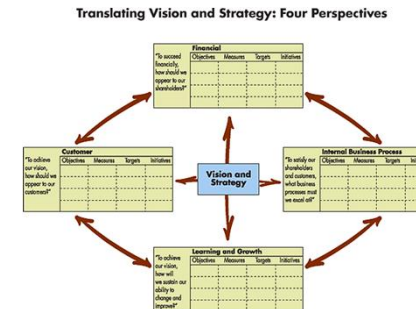 Translating Vision and Strategy: Four Perspectives
Financial
"To succeed
financially,
how should we
appear to our
shareholders?"
Objectives Measures Targets Initiatives
Customer
"To achieve
our vision,
how should we
appear to our
customers?"
Objectives Measures Targets Initiatives
Vision and
Strategy
Internal Business Process
"To satisfy our
shareholders
and customers,
what business
processes must
we excel at?"
Objectives Measures Targets
Learning and Growth
"To achieve
our vision,
how will
we sustain our
ability to
change and
improve?"
Objectives Measures Targets Initiatives